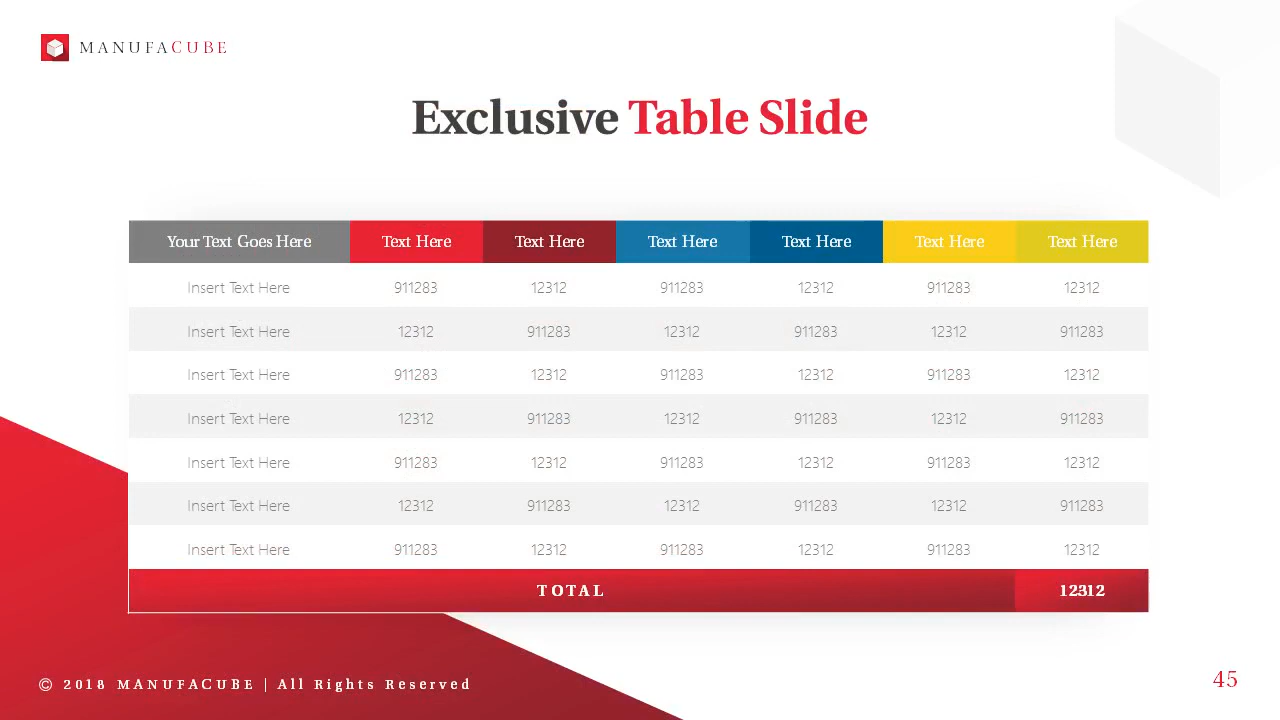 MANUFACUBE
Exclusive Table Slide
Your Text Goes Here Text Here Text Here Text Here Text Here Text Here Text Here
Insert Text Here 911283 12312 911283 12312 911283 12312
Insert Text Here 12312 911283 12312 911283 12312 911283
Insert Text Here 911283 12312 911283 12312 911283 12312
Insert Text Here 12312 911283 12312 911283 12312 911283
Insert Text Here 911283 12312 911283 12312 911283 12312
Insert Text Here 12312 911283 12312 911283 12312 911283
Insert Text Here 911283 12312 911283 12312 911283 12312
TOTAL 12312
© 2018 MANUFACUBE | All Rights Reserved
45